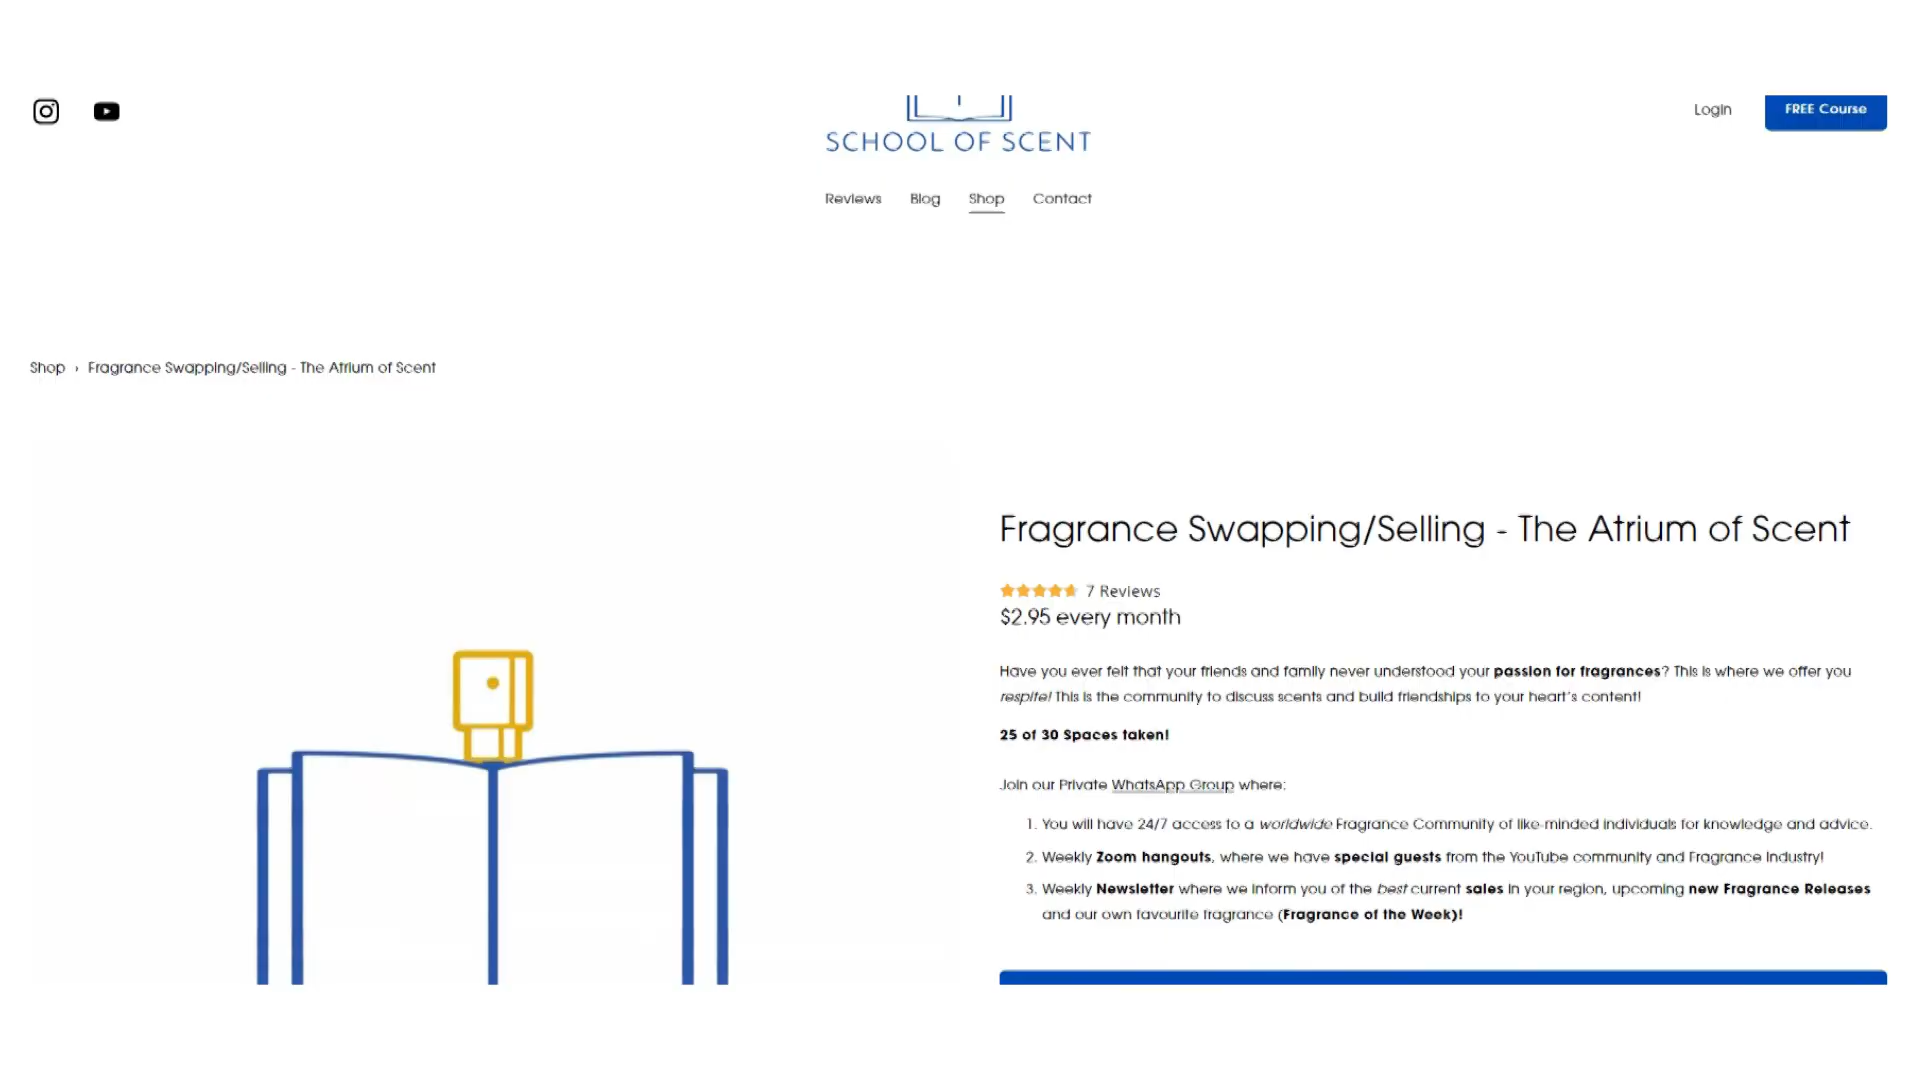 Login
FREE Course
SCHOOL OF SCENT
Reviews Blog Shop Contact
Shop › Fragrance Swapping/Selling - The Atrium of Scent
Fragrance Swapping/Selling - The Atrium of Scent
7 Reviews
$2.95 every month
Have you ever felt that your friends and family never understood your passion for fragrances? This is where we offer you
respite! This is the community to discuss scents and build friendships to your heart's content!
25 of 30 Spaces taken!
Join our Private WhatsApp Group where:
1. You will have 24/7 access to a worldwide Fragrance Community of like-minded individuals for knowledge and advice.
2. Weekly Zoom hangouts, where we have special guests from the YouTube community and Fragrance Industry!
3. Weekly Newsletter where we inform you of the best current sales in your region, upcoming new Fragrance Releases
and our own favourite fragrance (Fragrance of the Week)!